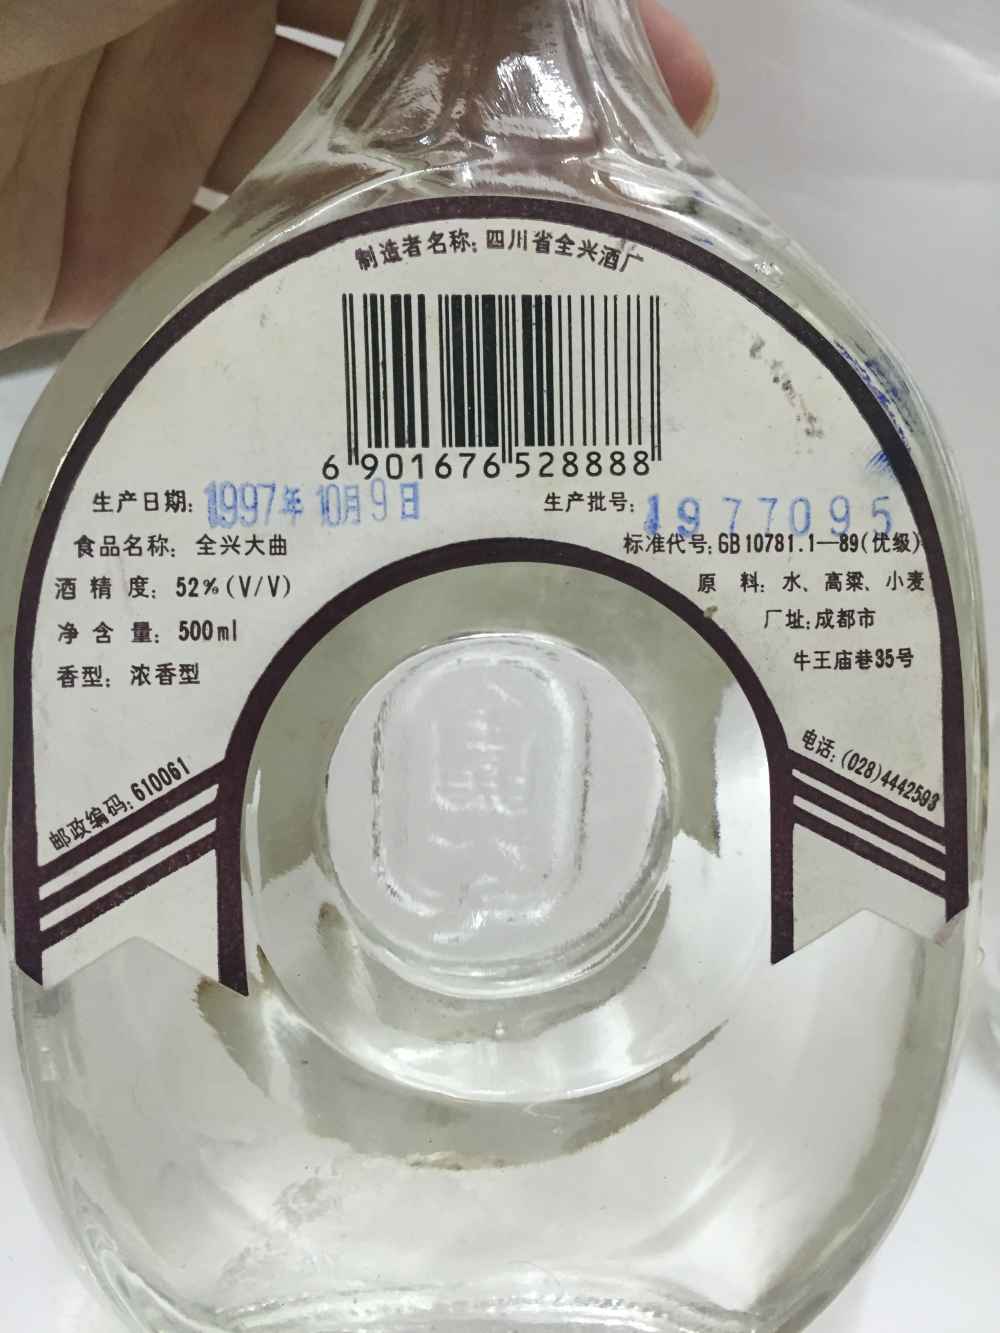 制造者名称：四川省全兴酒厂
6 901676 528888
生产日期：1997年10月9日
生产批号：1977095
食品名称：全兴大曲
标准代号：GB10781.1—89(优级)
酒精度：52%(V/V)
原料：水、高粱、小麦
净含量：500ml
厂址：成都市
牛王庙巷35号
香型：浓香型
邮政编码：610061
电话：(028)4442593